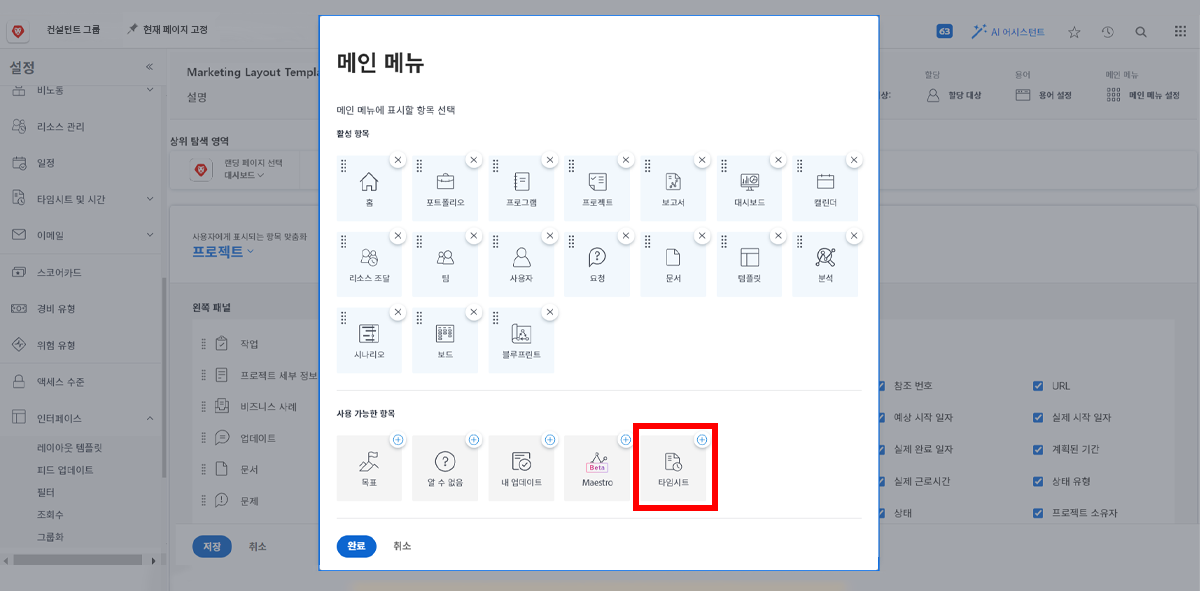 컨설턴트 그룹
현재 페이지 고정
63
AI 어시스턴트
설정
비노동
리소스 관리
일정
타임시트 및 시간
이메일
스코어카드
경비 유형
위험 유형
액세스 수준
인터페이스
레이아웃 템플릿
피드 업데이트
필터
조회수
그룹화
Marketing Layout Templa
설명
상위 탐색 영역
랜딩 페이지 선택
대시보드
사용자에게 표시되는 항목 맞춤화
프로젝트
왼쪽 패널
작업
프로젝트 세부 정보
비즈니스 사례
업데이트
문서
문제
저장
취소
메인 메뉴
메인 메뉴에 표시할 항목 선택
활성 항목
홈
포트폴리오
프로그램
프로젝트
보고서
대시보드
캘린더
리소스 조달
팀
사용자
요청
문서
템플릿
분석
시나리오
보드
블루프린트
사용 가능한 항목
목표
알 수 없음
내 업데이트
Beta
Maestro
타임시트
완료
취소
할당
용어
메인 메뉴
상:
할당 대상
용어 설정
메인 메뉴 설정
참조 번호
URL
예상 시작 일자
실제 시작 일자
실제 완료 일자
계획된 기간
실제 근로시간
상태 유형
상태
프로젝트 소유자